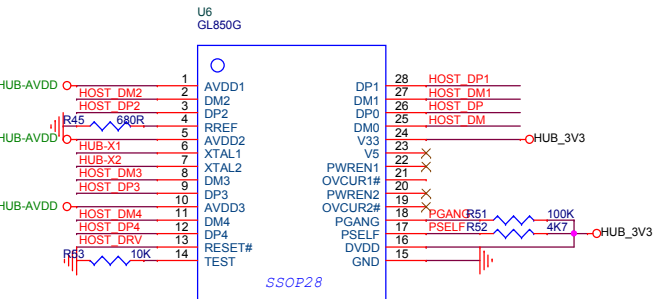 U6
GL850G
HUB-AVDD 1 AVDD1 DP1 28 HOST_DP1
HOST_DM2 2 DM2 DM1 27 HOST_DM1
HOST_DP2 3 DP2 DP0 26 HOST_DP
R45 680R 4 RREF DM0 25 HOST_DM
HUB-AVDD 5 AVDD2 V33 24 HUB_3V3
HUB-X1 6 XTAL1 V5 23
HUB-X2 7 XTAL2 PWREN1 22
HOST_DM3 8 DM3 OVCUR1# 21
HOST_DP3 9 DP3 PWREN2 20
HUB-AVDD 10 AVDD3 OVCUR2# 19
HOST_DM4 11 DM4 PGANG 18 PGANG R51 100K
HOST_DP4 12 DP4 PSELF 17 PSELF R52 4K7 HUB_3V3
HOST_DRV 13 RESET# DVDD 16
R53 10K 14 TEST GND 15
SSOP28